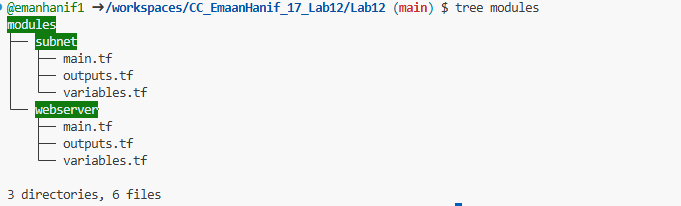 @emanhanif1 ➜/workspaces/CC_EmaanHanif_17_Lab12/Lab12 (main) $ tree modules
modules
├── subnet
│   ├── main.tf
│   ├── outputs.tf
│   └── variables.tf
└── webserver
    ├── main.tf
    ├── outputs.tf
    └── variables.tf
3 directories, 6 files